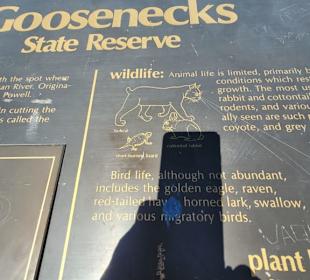 Goosenecks
State Reserve
th the spot where
an River. Origina-
Powell.
n cutting the
s called the
wildlife: Animal life is limited, primarily b
conditions which res
growth. The most us
rabbit and cottontail
rodents, and various
ally seen are such
coyote, and grey
bobcat
short horned lizard
cottontail rabbit
Bird life, although not abundant,
includes the golden eagle, raven,
red-tailed hawk, horned lark, swallow,
and various migratory birds.
plant l